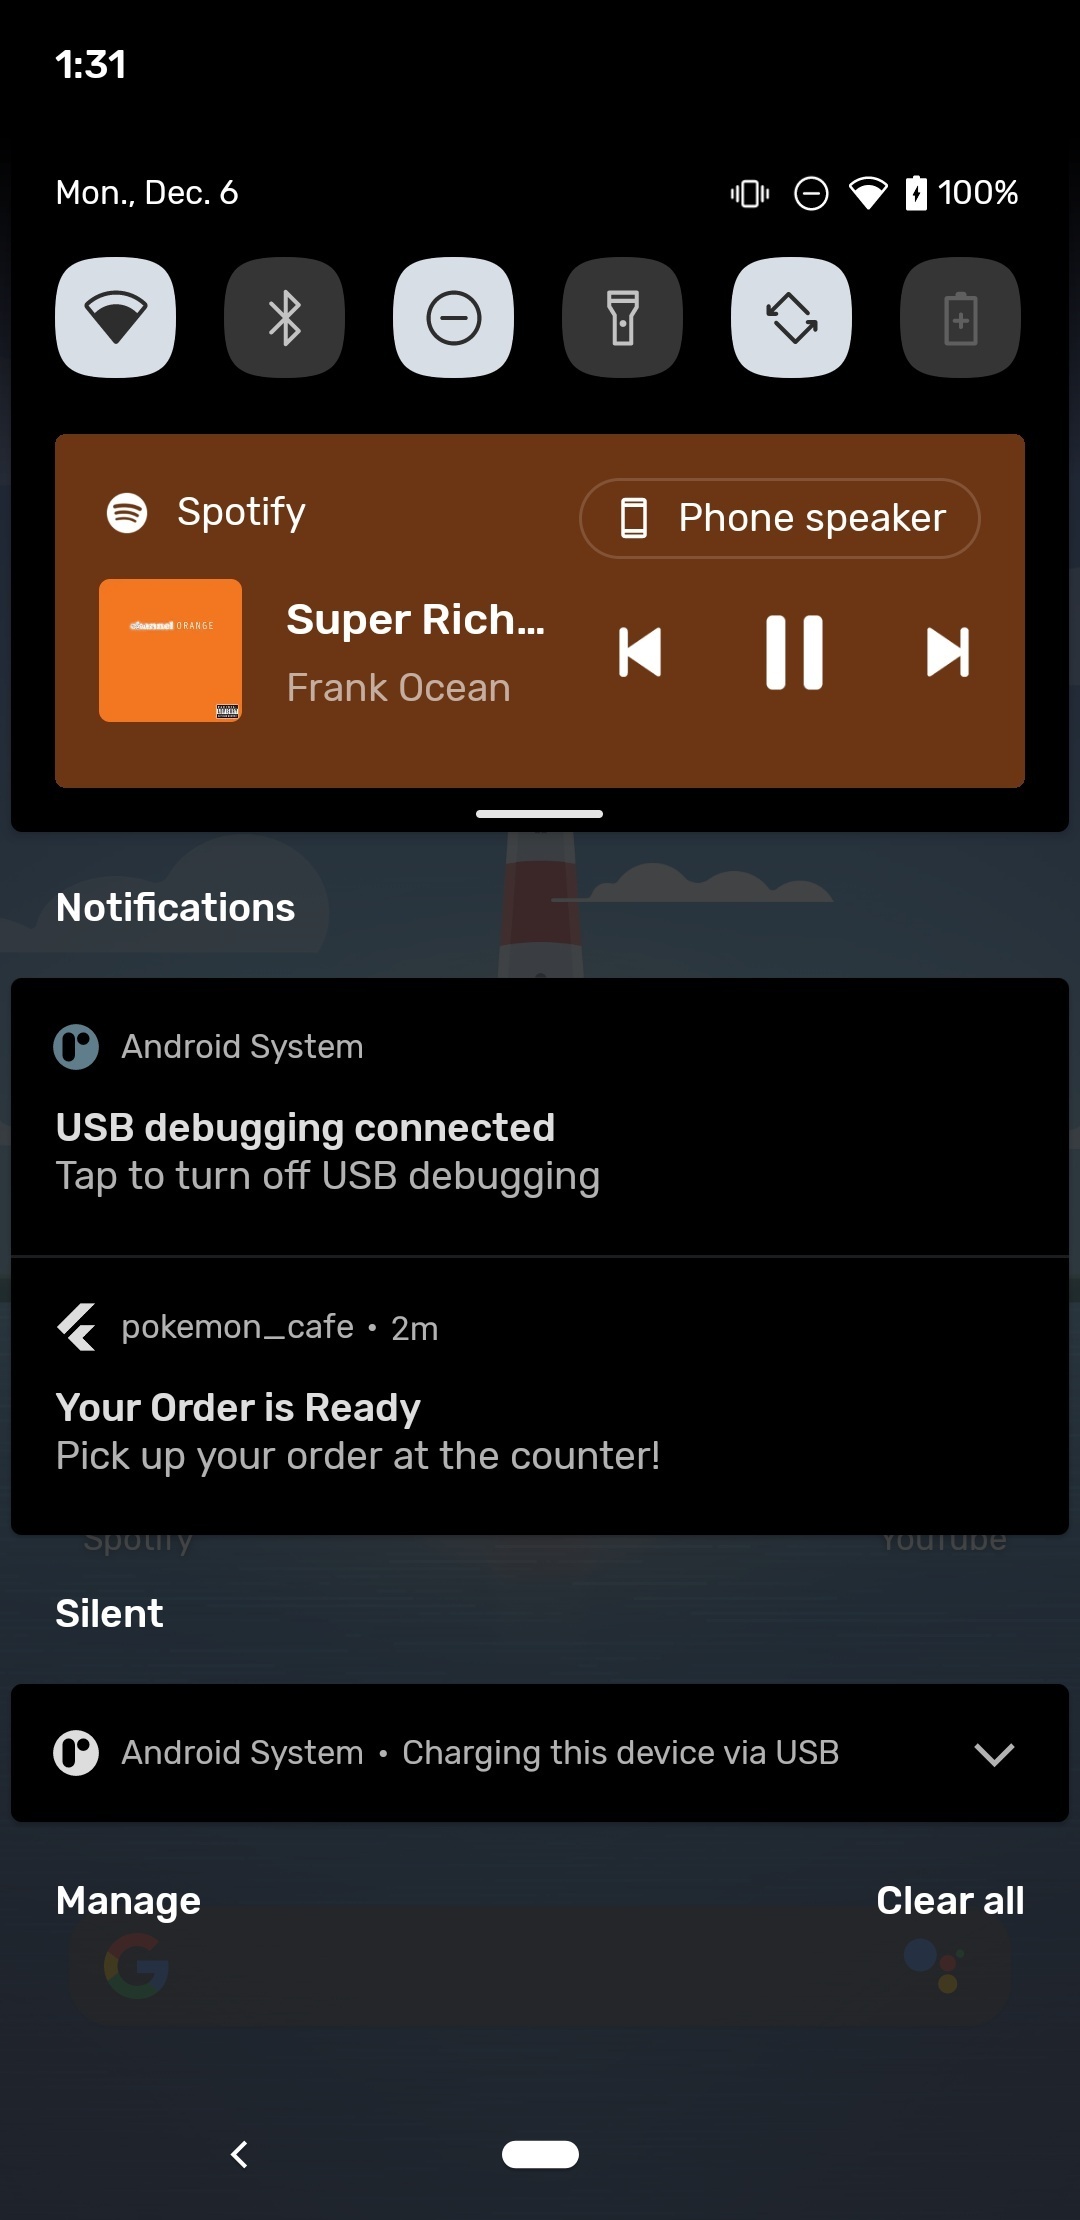 1:31
Mon., Dec. 6
100%
Spotify
Phone speaker
channel ORANGE
Super Rich...
Frank Ocean
Notifications
Android System
USB debugging connected
Tap to turn off USB debugging
pokemon_cafe • 2m
Your Order is Ready
Pick up your order at the counter!
Spotify
YouTube
Silent
Android System • Charging this device via USB
Manage
Clear all